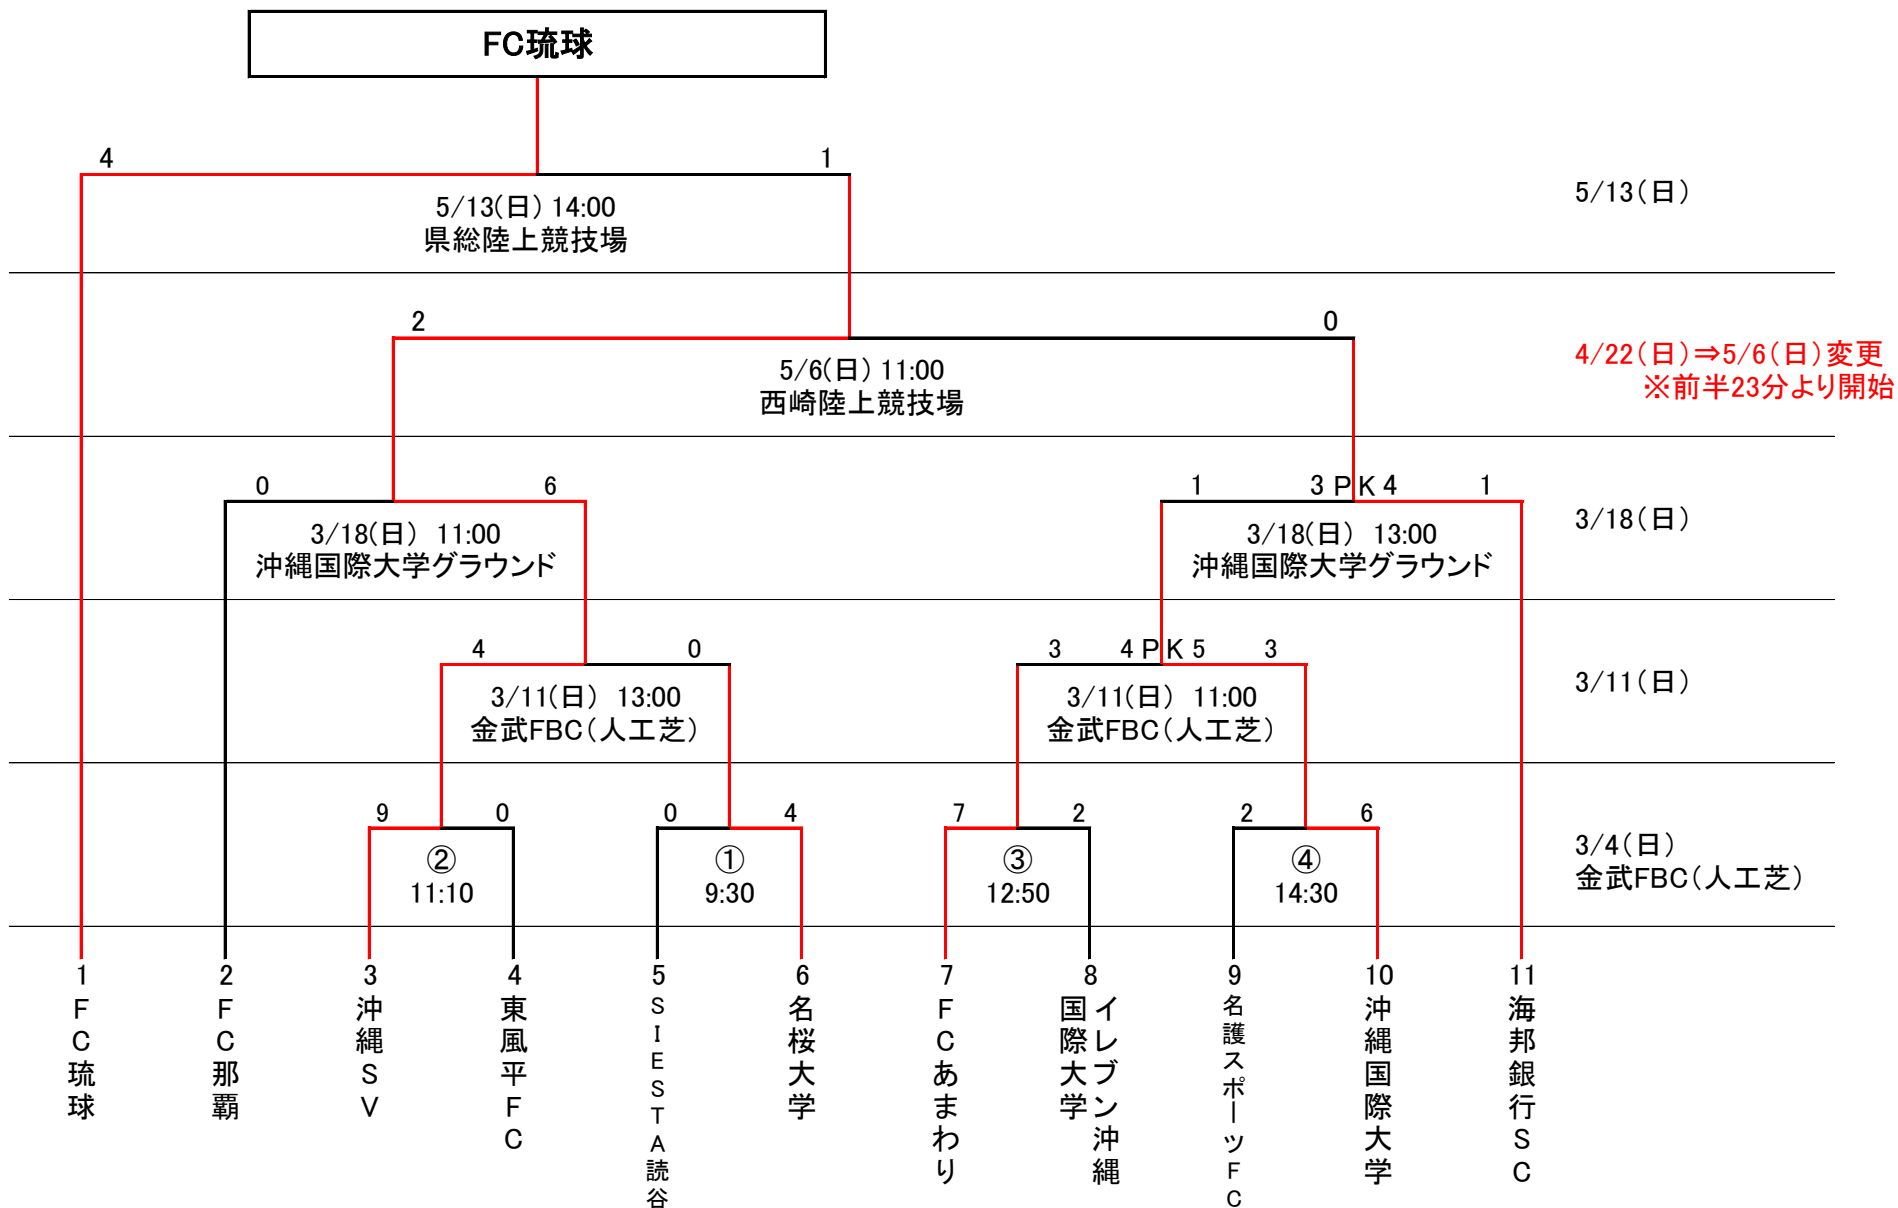 FC琉球
4 1
5/13(日) 14:00
県総陸上競技場
5/13(日)
2 0
5/6(日) 11:00
西崎陸上競技場
4/22(日)⇒5/6(日)変更
※前半23分より開始
0 6
3/18(日) 11:00
沖縄国際大学グラウンド
1 3 PK 4 1
3/18(日) 13:00
沖縄国際大学グラウンド
3/18(日)
4 0
3/11(日) 13:00
金武FBC(人工芝)
3 4 PK 5 3
3/11(日) 11:00
金武FBC(人工芝)
3/11(日)
9 0
②
11:10
0 4
①
9:30
7 2
③
12:50
2 6
④
14:30
3/4(日)
金武FBC(人工芝)
1
FC琉球
2
FC那覇
3
沖縄SV
4
東風平FC
5
SIESTA読谷
6
名桜大学
7
FCあまわり
8
イレブン沖縄
国際大学
9
名護スポーツFC
10
沖縄国際大学
11
海邦銀行SC